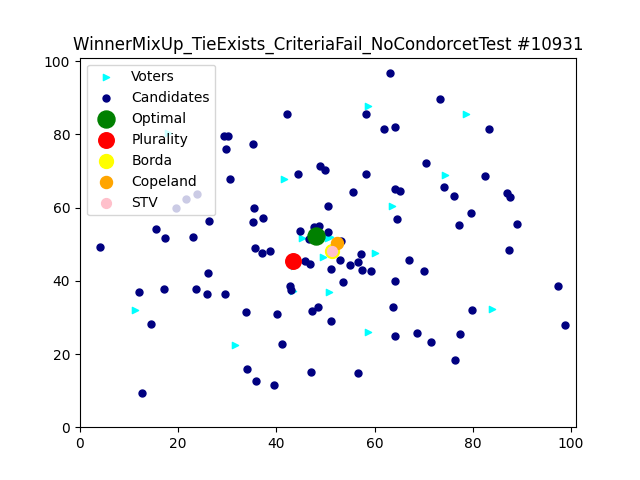 WinnerMixUp_TieExists_CriteriaFail_NoCondorcetTest #10931
100
80
60
40
20
0
Voters
Candidates
Optimal
Plurality
Borda
Copeland
STV
0 20 40 60 80 100